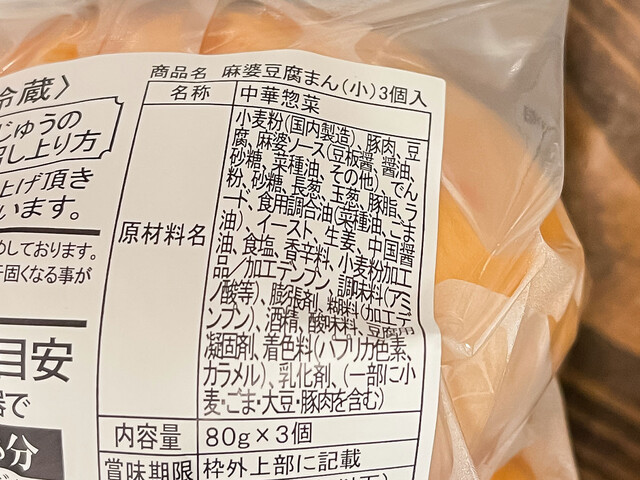 商品名 麻婆豆腐まん(小)3個入
名称 中華惣菜
原材料名
小麦粉(国内製造)、豚肉、豆
腐、麻婆ソース(豆板醤、醤油、
砂糖、菜種油、その他)、でん
粉、砂糖、長葱、玉葱、豚脂、ラ
ード、食用調合油(菜種油、ごま
油)、イースト、生姜、中国醤
油、食塩、香辛料、小麦粉加工
品/加工デンプン、調味料(アミ
ノ酸等)、膨張剤、糊料(加工デ
ンプン)、酒精、酸味料、豆腐用
凝固剤、着色料(パプリカ色素、
カラメル)、乳化剤、(一部に小
麦・ごま・大豆・豚肉を含む)
内容量 80g×3個
賞味期限 枠外上部に記載
冷蔵〉
じゅうの
召し上り方
上げ頂き
います。
めしております。
干固くなる事が
目安
器で
分